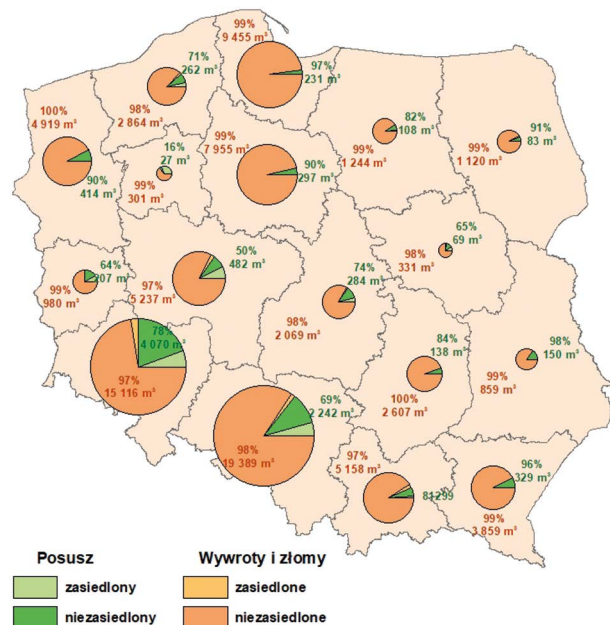 99%
9 455 m³
97%
231 m³
71%
262 m³
98%
2 864 m³
82%
108 m³
99%
1 244 m³
91%
83 m³
99%
1 120 m³
100%
4 919 m³
90%
414 m³
16%
27 m³
99%
301 m³
99%
7 955 m³
90%
297 m³
65%
69 m³
98%
331 m³
64%
207 m³
99%
980 m³
50%
482 m³
97%
5 237 m³
74%
284 m³
98%
2 069 m³
78%
4 070 m³
97%
15 116 m³
84%
138 m³
100%
2 607 m³
98%
150 m³
99%
859 m³
69%
2 242 m³
98%
19 389 m³
97%
5 158 m³
81299
96%
329 m³
99%
3 859 m³
Posusz
zasiedlony
niezasiedlony
Wywroty i złomy
zasiedlone
niezasiedlone